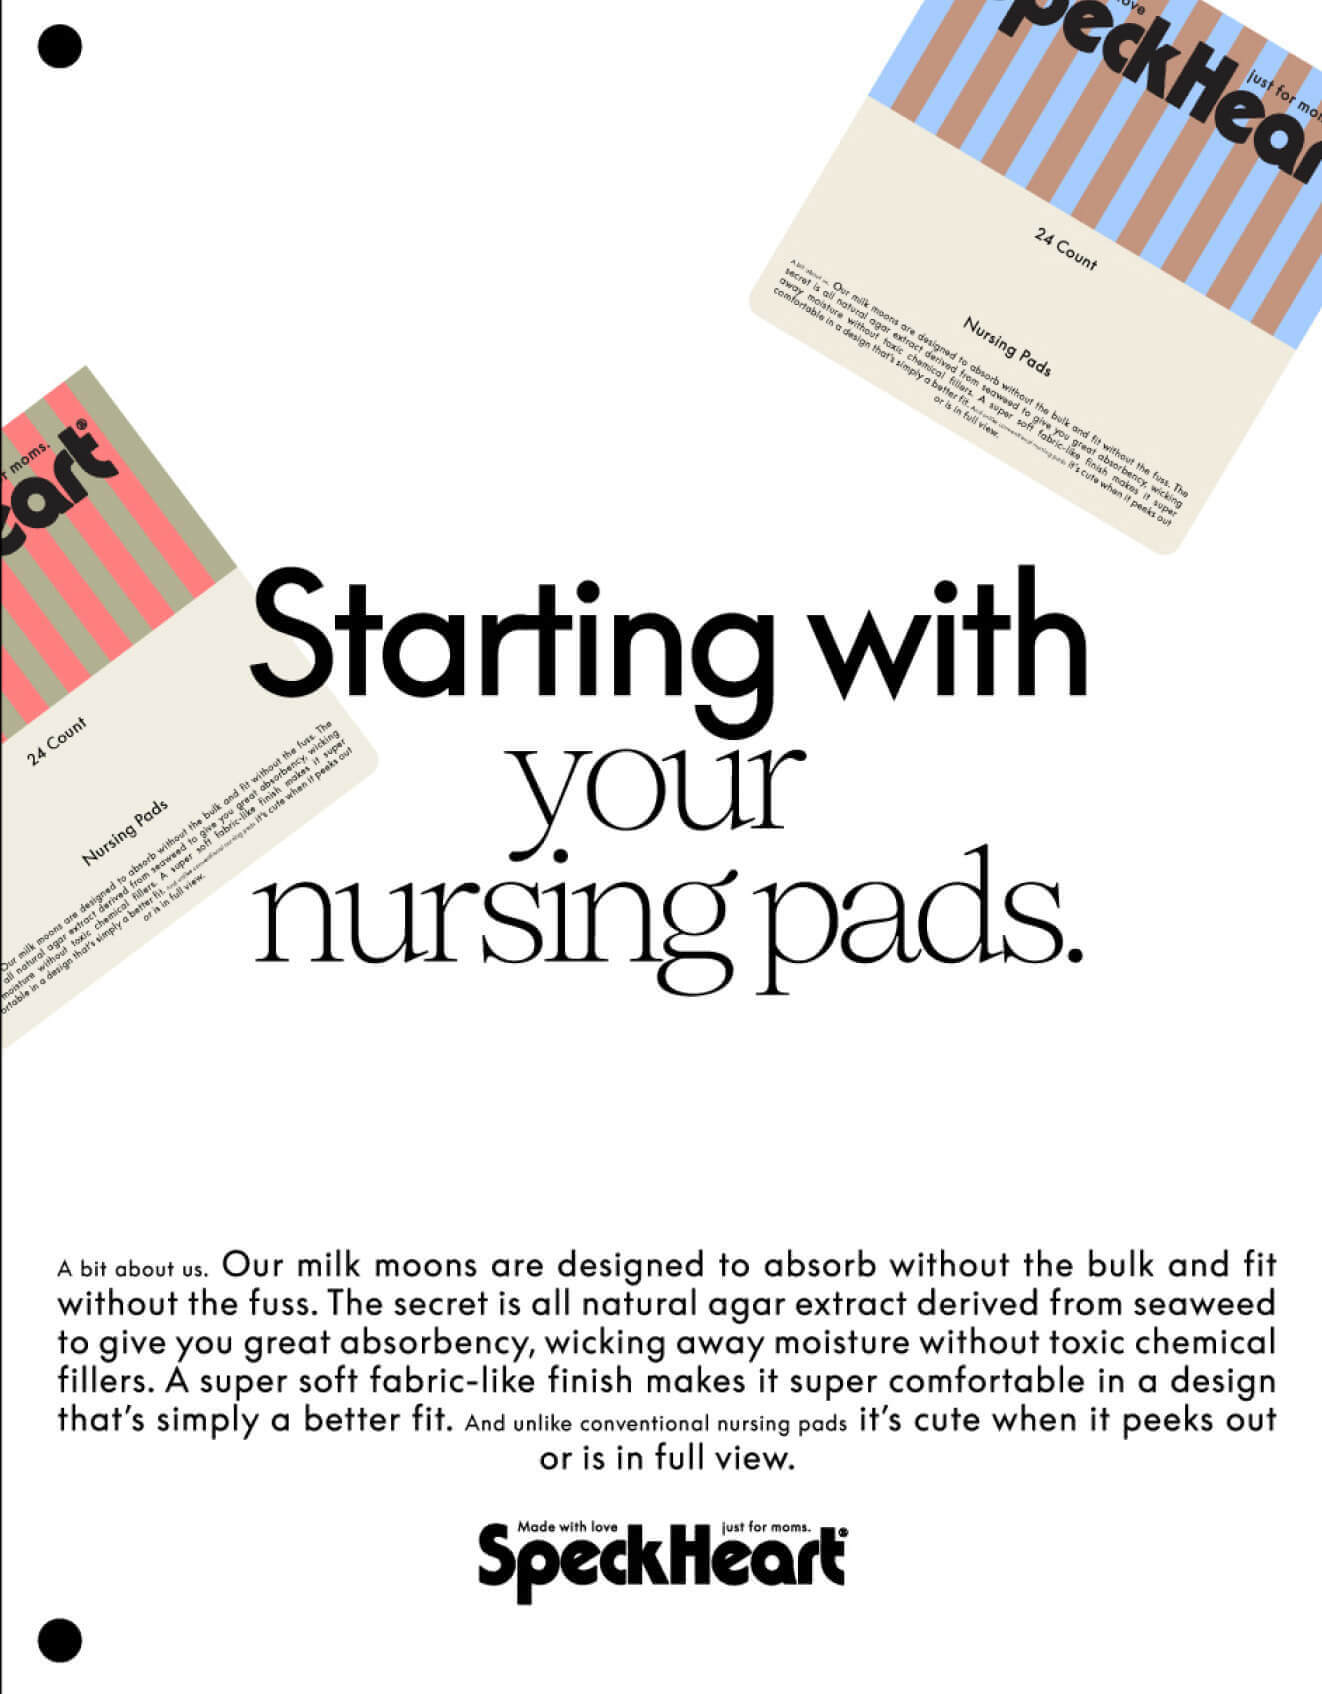 love
just for mom
SpeckHear
24 Count
Nursing Pads
A bit about us. Our milk moons are designed to absorb without the bulk and fit without the fuss. The
secret is all natural agar extract derived from seaweed to give you great absorbency, wicking
away moisture without toxic chemical fillers. A super soft fabric-like finish makes it super
comfortable in a design that's simply a better fit. And unlike conventional nursing pads it's cute when it peeks out
or is in full view.
r moms.
eart®
24 Count
Nursing Pads
Our milk moons are designed to absorb without the bulk and fit without the fuss. The
all natural agar extract derived from seaweed to give you great absorbency, wicking
moisture without toxic chemical fillers. A super soft fabric-like finish makes it super
ortable in a design that's simply a better fit. And unlike conventional nursing pads it's cute when it peeks out
or is in full view.
Starting with
your
nursing pads.
A bit about us. Our milk moons are designed to absorb without the bulk and fit
without the fuss. The secret is all natural agar extract derived from seaweed
to give you great absorbency, wicking away moisture without toxic chemical
fillers. A super soft fabric-like finish makes it super comfortable in a design
that's simply a better fit. And unlike conventional nursing pads it's cute when it peeks out
or is in full view.
Made with love just for moms.
SpeckHeart®